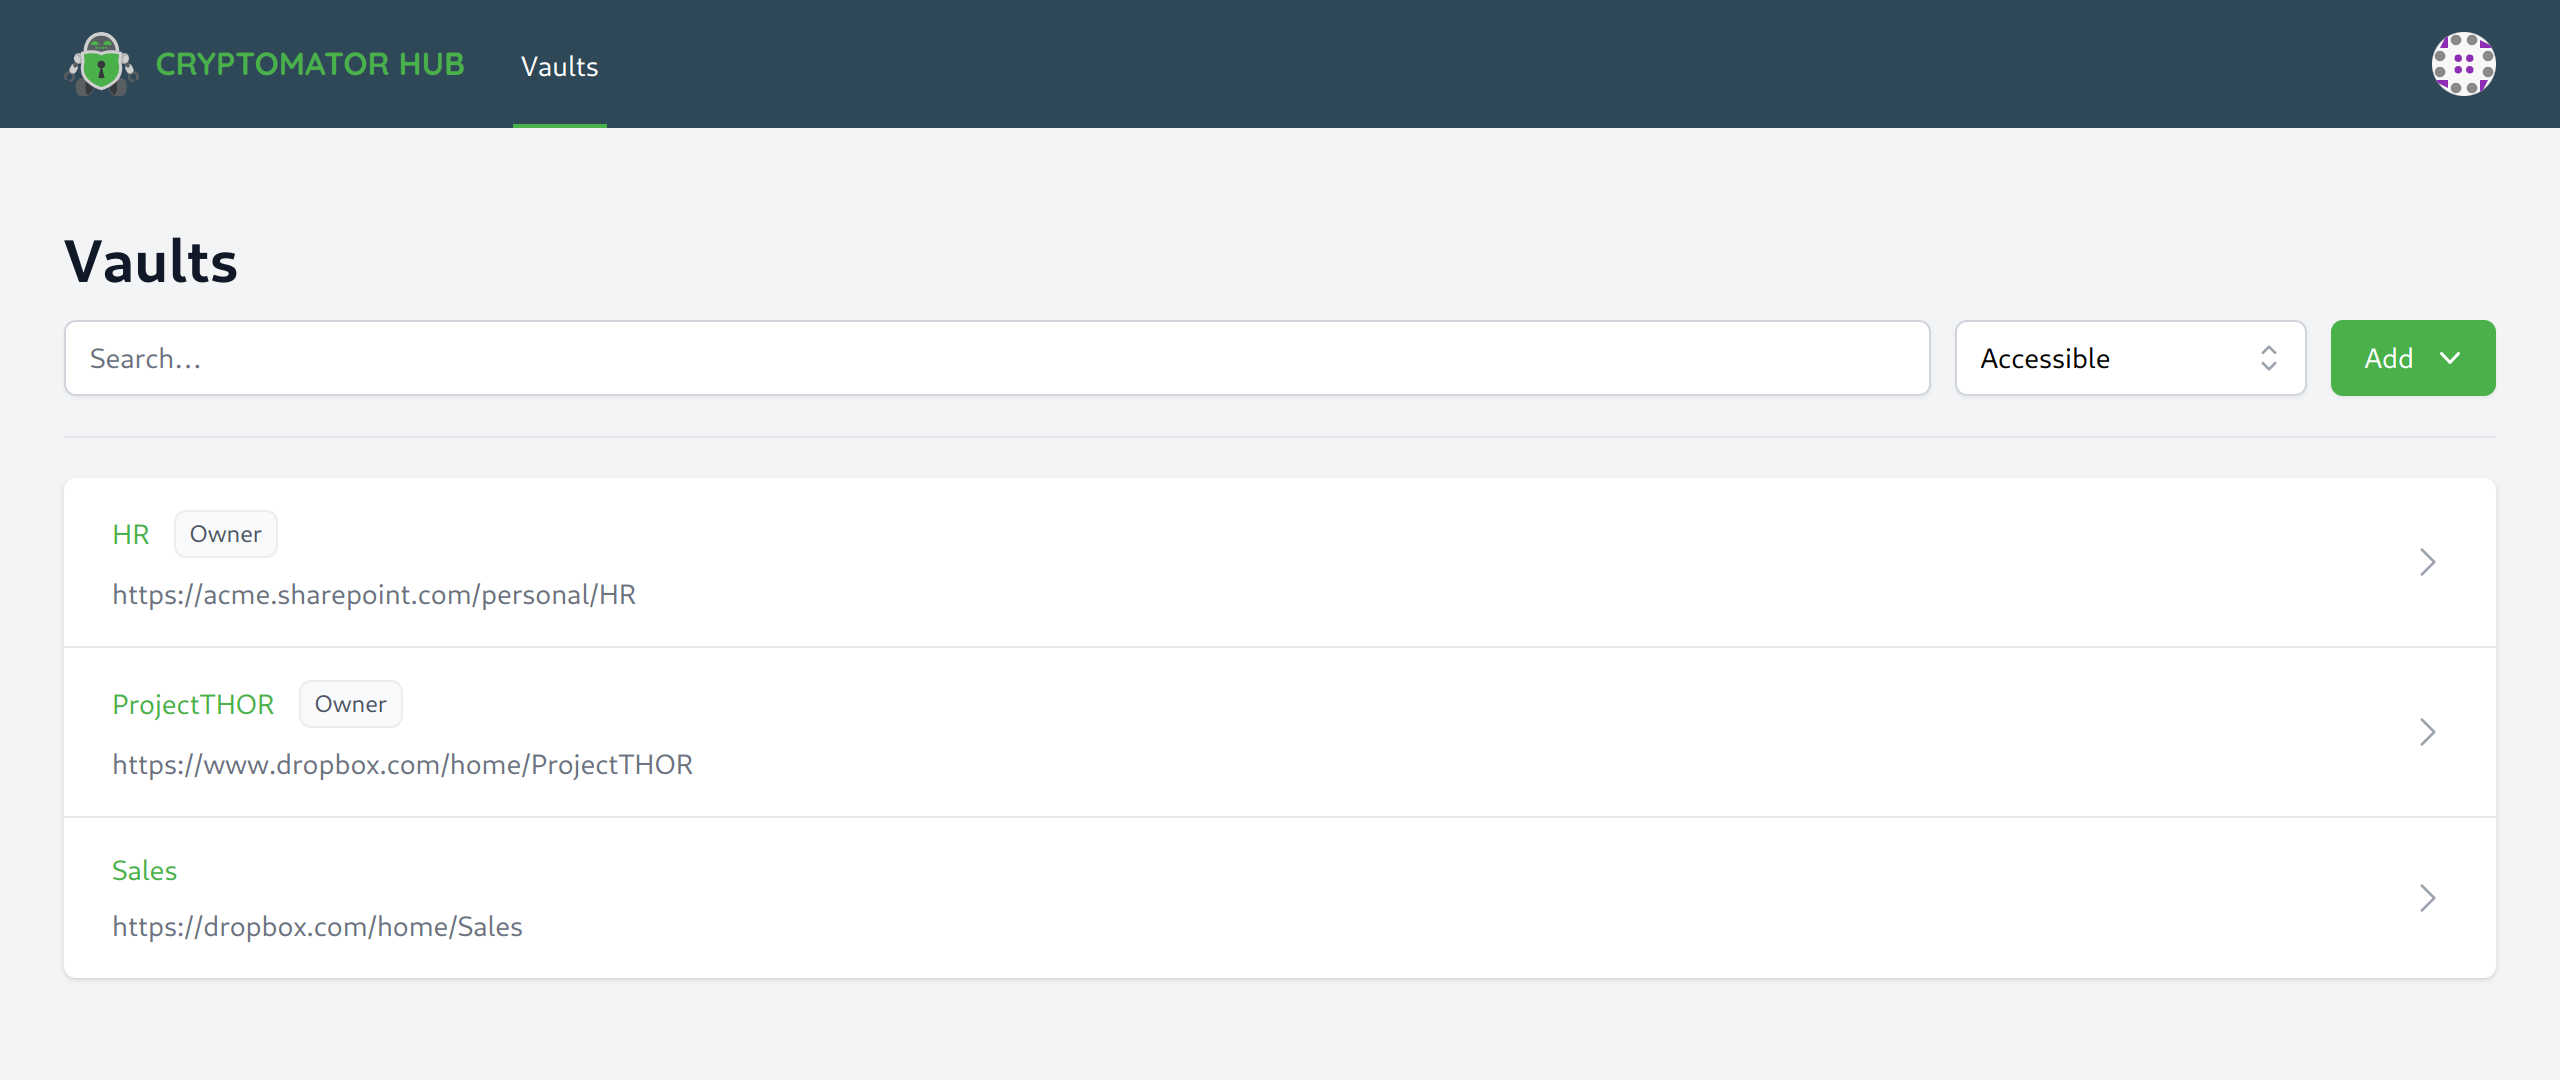 CRYPTOMATOR HUB Vaults
Vaults
Search...
Accessible
Add
HR Owner
https://acme.sharepoint.com/personal/HR
ProjectTHOR Owner
https://www.dropbox.com/home/ProjectTHOR
Sales
https://dropbox.com/home/Sales